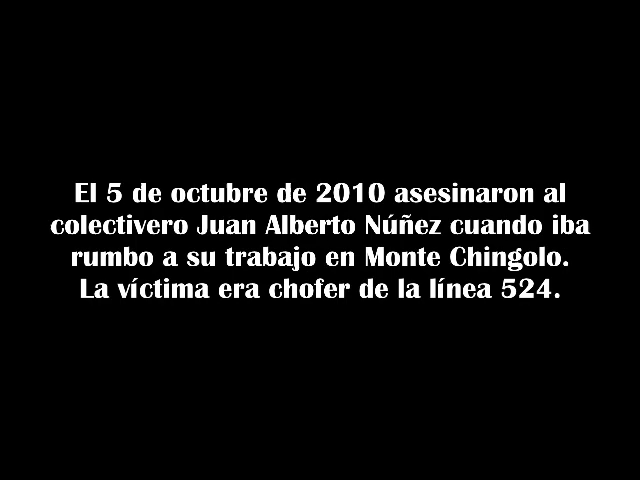 El 5 de octubre de 2010 asesinaron al
colectivero Juan Alberto Núñez cuando iba
rumbo a su trabajo en Monte Chingolo.
La víctima era chofer de la línea 524.